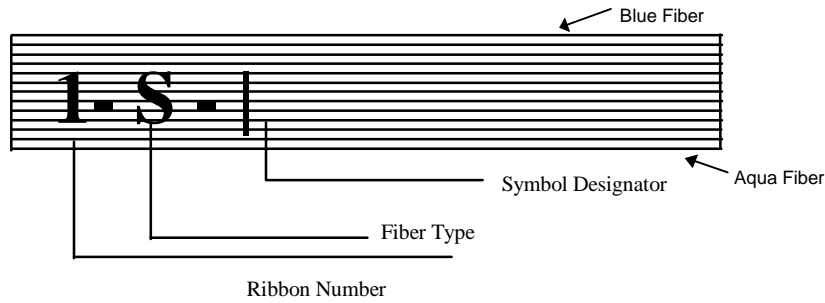 Blue Fiber
1- S - |
Aqua Fiber
Symbol Designator
Fiber Type
Ribbon Number